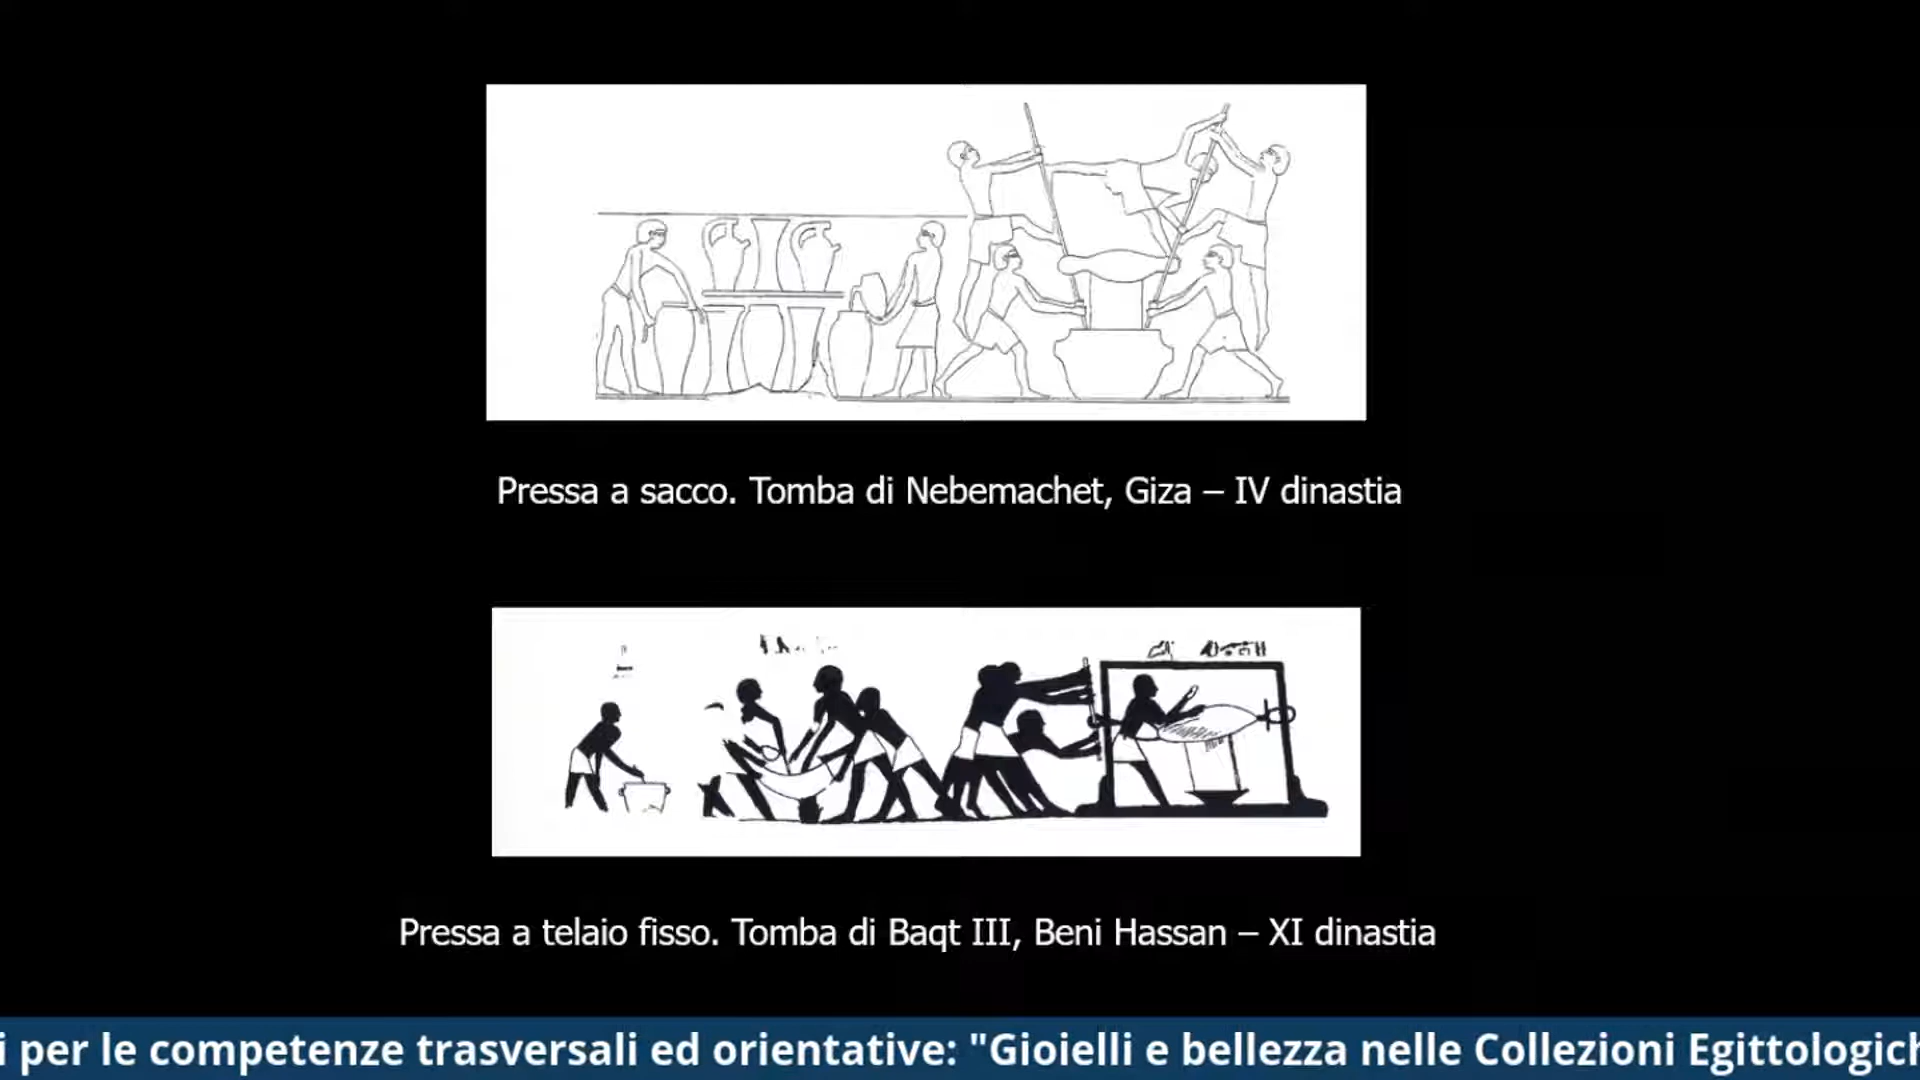 Pressa a sacco. Tomba di Nebemachet, Giza – IV dinastia
Pressa a telaio fisso. Tomba di Baqt III, Beni Hassan – XI dinastia
i per le competenze trasversali ed orientative: "Gioielli e bellezza nelle Collezioni Egittologich